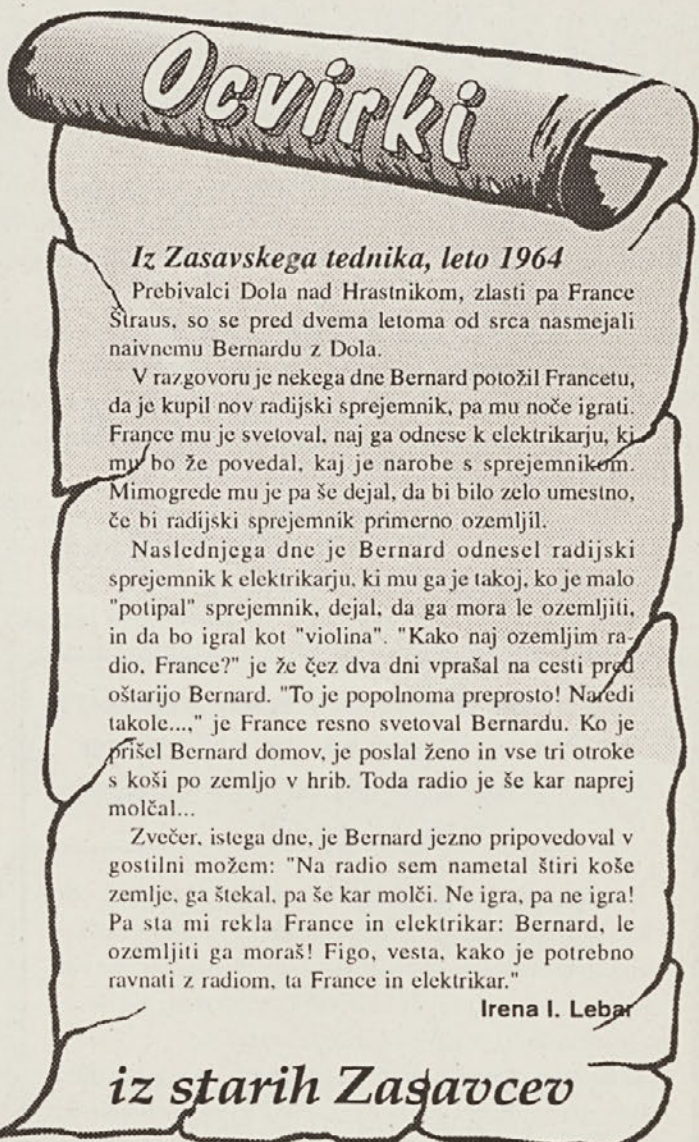 Ocvirki
Iz Zasavskega tednika, leto 1964
Prebivalci Dola nad Hrastnikom, zlasti pa France
Štraus, so se pred dvema letoma od srca nasmejali
naivnemu Bernardu z Dola.
V razgovoru je nekega dne Bernard potožil Francetu,
da je kupil nov radijski sprejemnik, pa mu noče igrati.
France mu je svetoval, naj ga odnese k elektrikarju, ki
mu bo že povedal, kaj je narobe s sprejemnikom.
Mimogrede mu je pa še dejal, da bi bilo zelo umestno,
če bi radijski sprejemnik primerno ozemljil.
Naslednjega dne je Bernard odnesel radijski
sprejemnik k elektrikarju, ki mu ga je takoj, ko je malo
"potipal" sprejemnik, dejal, da ga mora le ozemljiti,
in da bo igral kot "violina". "Kako naj ozemljim ra-
dio, France?" je že čez dva dni vprašal na cesti pred
oštarijo Bernard. "To je popolnoma preprosto! Naredi
takole...," je France resno svetoval Bernardu. Ko je
prišel Bernard domov, je poslal ženo in vse tri otroke
s koši po zemljo v hrib. Toda radio je še kar naprej
molčal...
Zvečer, istega dne, je Bernard jezno pripovedoval v
gostilni možem: "Na radio sem nametal štiri koše
zemlje, ga štekal, pa še kar molči. Ne igra, pa ne igra!
Pa sta mi rekla France in elektrikar: Bernard, le
ozemljiti ga moraš! Figo, vesta, kako je potrebno
ravnati z radiom, ta France in elektrikar."
Irena I. Lebar
iz starih Zasavcev